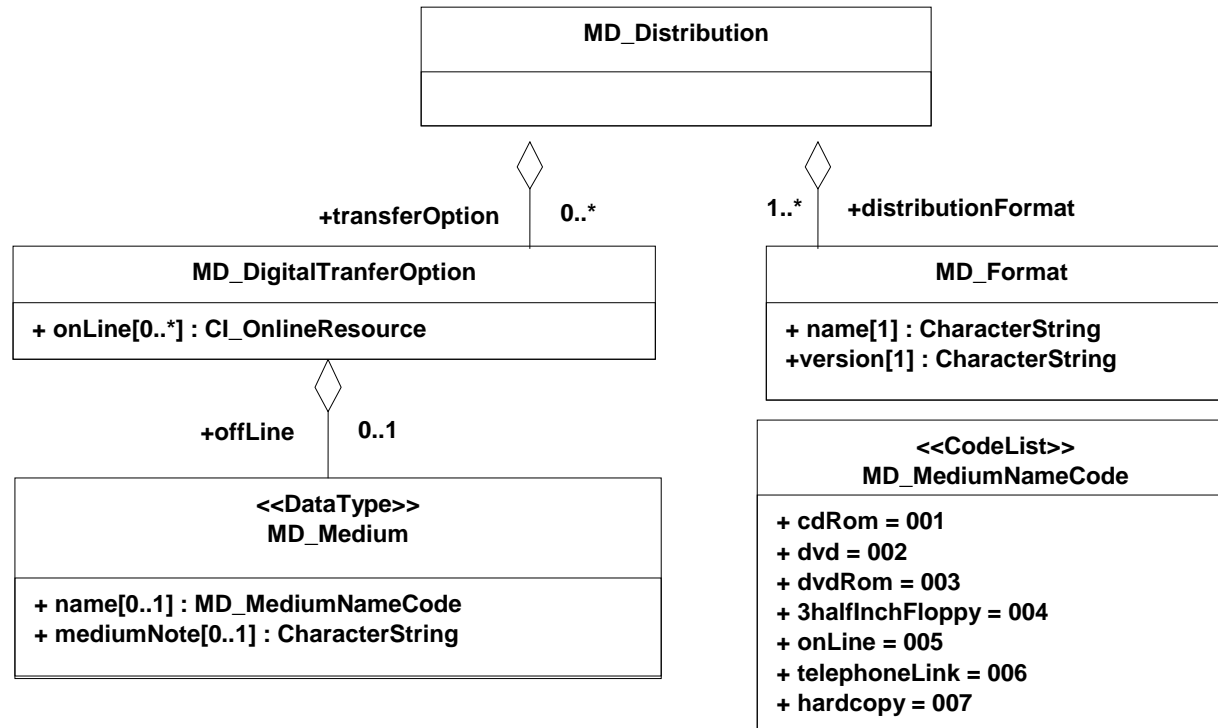 MD_Distribution
+transferOption 0..*
1..* +distributionFormat
MD_DigitalTranferOption
+ onLine[0..*] : CI_OnlineResource
MD_Format
+ name[1] : CharacterString
+version[1] : CharacterString
+offLine 0..1
<<DataType>>
MD_Medium
+ name[0..1] : MD_MediumNameCode
+ mediumNote[0..1] : CharacterString
<<CodeList>>
MD_MediumNameCode
+ cdRom = 001
+ dvd = 002
+ dvdRom = 003
+ 3halfInchFloppy = 004
+ onLine = 005
+ telephoneLink = 006
+ hardcopy = 007